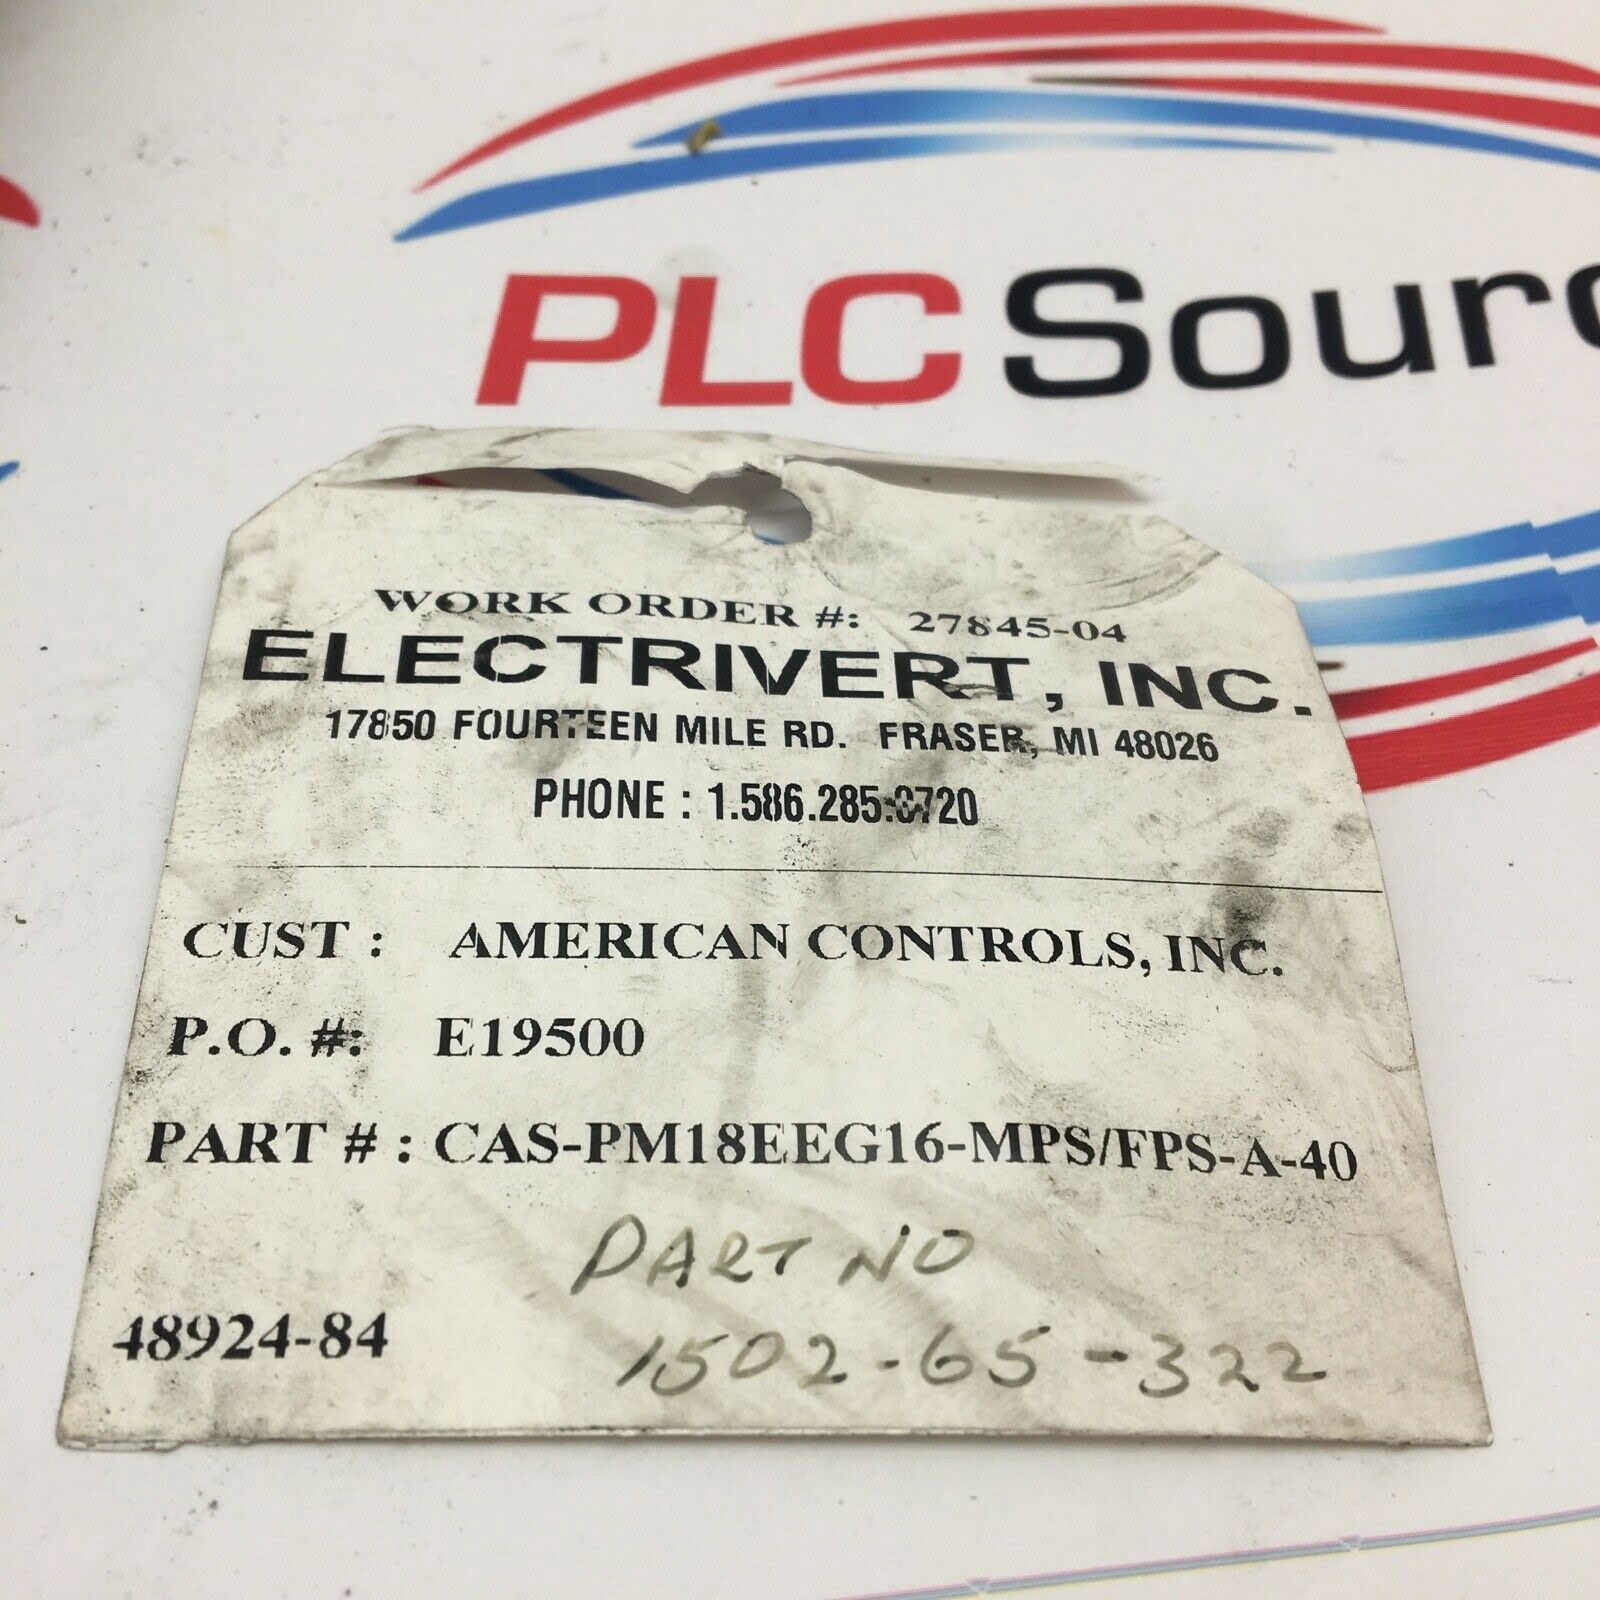 PLC Sourc
WORK ORDER #: 27845-04
ELECTRIVERT, INC.
17850 FOURTEEN MILE RD. FRASER, MI 48026
PHONE : 1.586.285.0720
CUST : AMERICAN CONTROLS, INC.
P.O. #: E19500
PART # : CAS-PM18EEG16-MPS/FPS-A-40
PART NO
48924-84
1502-65-322